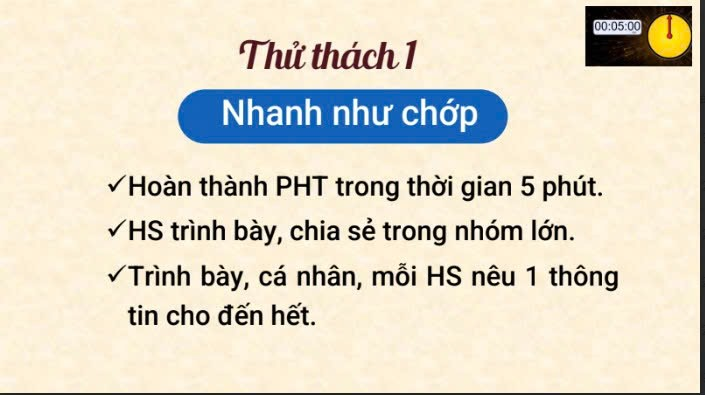 00:05:00
Thử thách 1
Nhanh như chớp
✓Hoàn thành PHT trong thời gian 5 phút.
✓HS trình bày, chia sẻ trong nhóm lớn.
✓Trình bày, cá nhân, mỗi HS nêu 1 thông
tin cho đến hết.